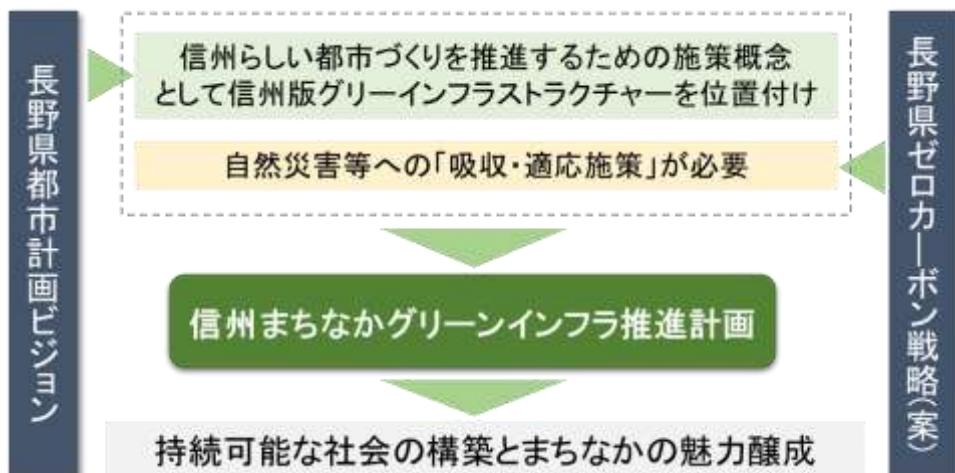 長野県都市計画ビジョン
信州らしい都市づくりを推進するための施策概念
として信州版グリーインフラストラクチャーを位置付け
自然災害等への「吸収・適応施策」が必要
長野県ゼロカーボン戦略(案)
信州まちなかグリーンインフラ推進計画
持続可能な社会の構築とまちなかの魅力醸成